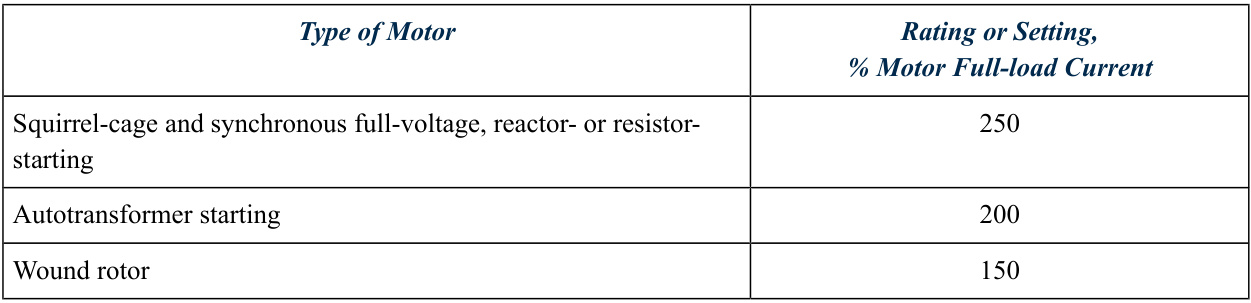 Type of Motor
Rating or Setting,
% Motor Full-load Current
Squirrel-cage and synchronous full-voltage, reactor- or resistor-
starting
250
Autotransformer starting
200
Wound rotor
150